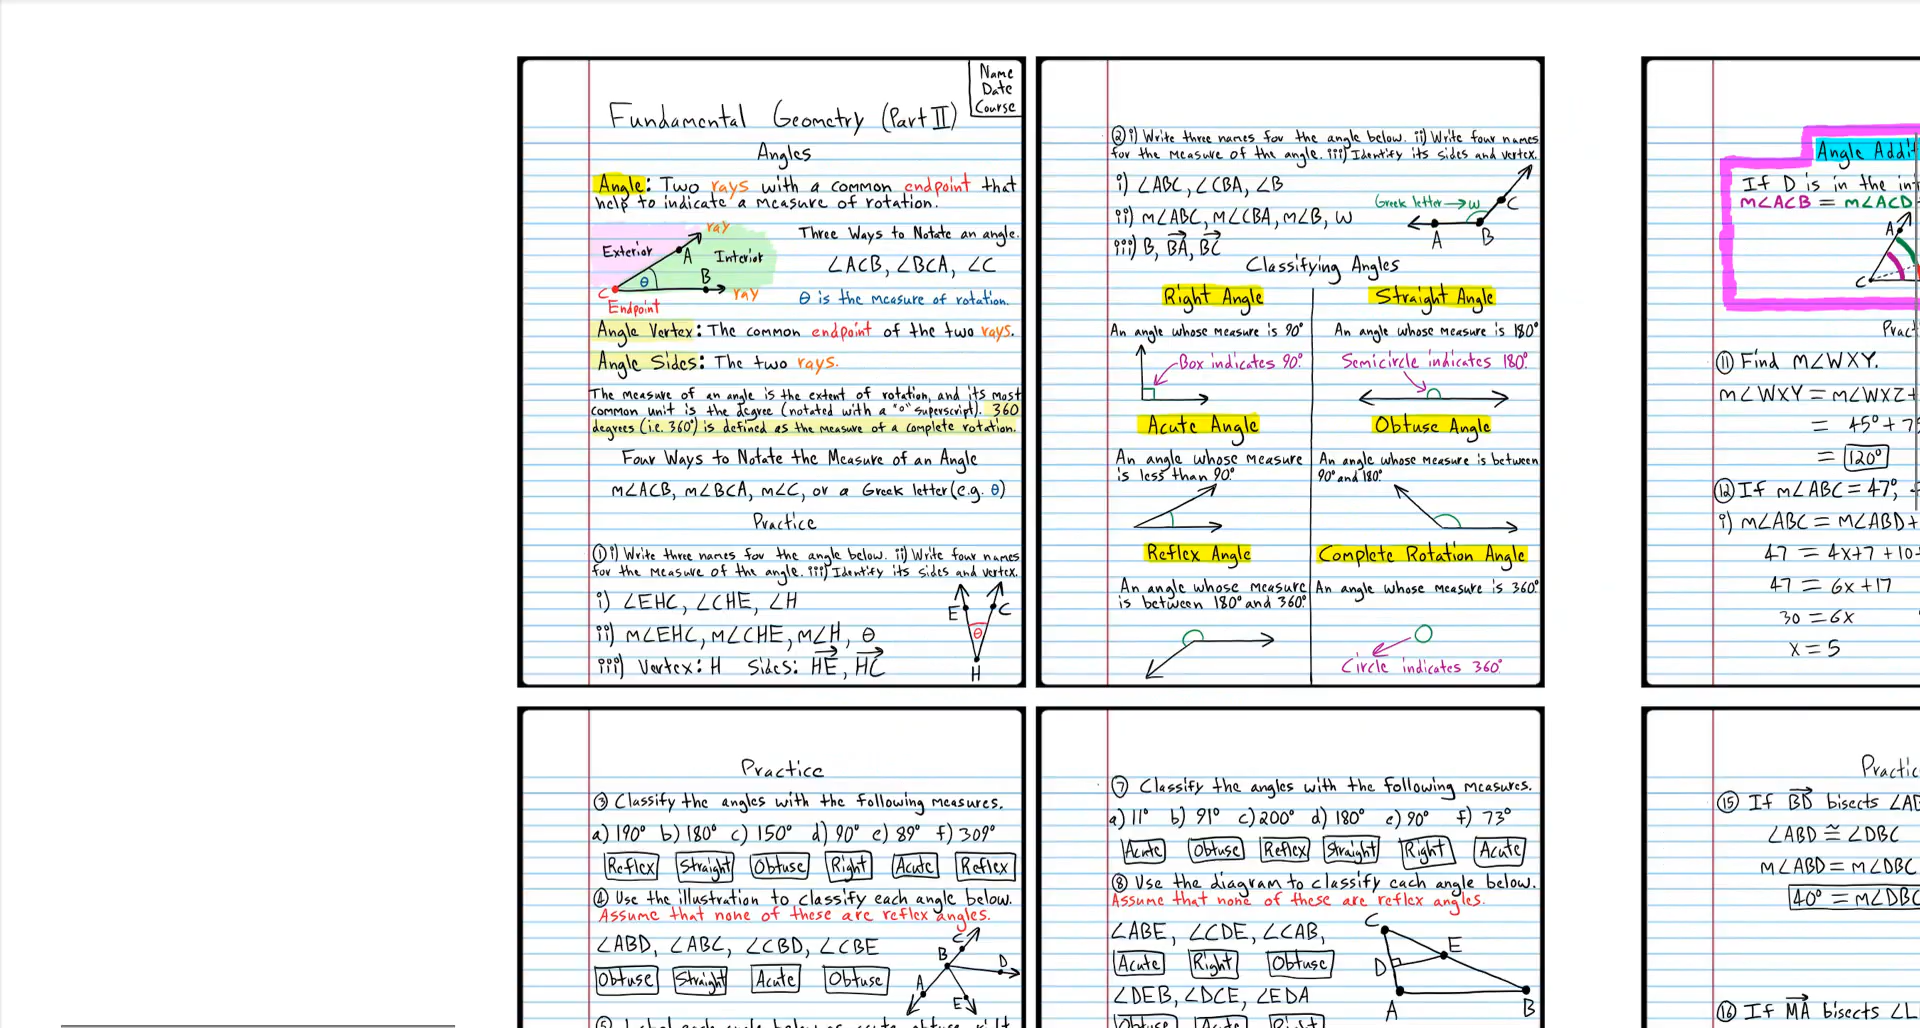 Name
Date
Course
Fundamental Geometry (Part II)
Angles
Angle: Two rays with a common endpoint that
help to indicate a measure of rotation.
ray
Three Ways to Notate an angle.
Exterior
A
Interior
∠ACB, ∠BCA, ∠C
θ
B
C
ray
θ is the measure of rotation.
Endpoint
Angle Vertex: The common endpoint of the two rays.
Angle Sides: The two rays.
The measure of an angle is the extent of rotation, and its most
common unit is the degree (notated with a "o" superscript). 360
degrees (i.e. 360°) is defined as the measure of a complete rotation.
Four Ways to Notate the Measure of an Angle
m∠ACB, m∠BCA, m∠C, or a Greek letter (e.g. θ)
Practice
① i) Write three names for the angle below. ii) Write four names
for the measure of the angle. iii) Identify its sides and vertex.
i) ∠EHC, ∠CHE, ∠H
E C
ii) m∠EHC, m∠CHE, m∠H, θ
θ
iii) Vertex: H Sides: HE, HC
H
② i) Write three names for the angle below. ii) Write four names
for the measure of the angle. iii) Identify its sides and vertex.
i) ∠ABC, ∠CBA, ∠B
Greek letter → w
C
ii) m∠ABC, m∠CBA, m∠B, w
A B
iii) B, BA, BC
Classifying Angles
Right Angle
An angle whose measure is 90°
Box indicates 90°.
Straight Angle
An angle whose measure is 180°
Semicircle indicates 180°.
Acute Angle
An angle whose measure
is less than 90°.
Obtuse Angle
An angle whose measure is between
90° and 180°.
Reflex Angle
An angle whose measure
is between 180° and 360°.
Complete Rotation Angle
An angle whose measure is 360°.
Circle indicates 360°
Angle Addit
If D is in the int
m∠ACB = m∠ACD
A
C
Pract
⑪ Find m∠WXY.
m∠WXY = m∠WXZ +
= 45° + 75
= 120°
⑫ If m∠ABC = 47°,
i) m∠ABC = m∠ABD +
47 = 4x+7 +10
47 = 6x +17
30 = 6x
x = 5
Practice
③ Classify the angles with the following measures.
a) 190° b) 180° c) 150° d) 90° e) 89° f) 309°
Reflex Straight Obtuse Right Acute Reflex
④ Use the illustration to classify each angle below.
Assume that none of these are reflex angles.
∠ABD, ∠ABC, ∠CBD, ∠CBE
Obtuse Straight Acute Obtuse
C
B
D
A
E
⑦ Classify the angles with the following measures.
a) 11° b) 91° c) 200° d) 180° e) 90° f) 73°
Acute Obtuse Reflex Straight Right Acute
⑧ Use the diagram to classify each angle below.
Assume that none of these are reflex angles.
∠ABE, ∠CDE, ∠CAB,
Acute Right Obtuse
∠DEB, ∠DCE, ∠EDA
Obtuse Acute Right
C
E
D
A
B
Practic
⑮ If BD bisects ∠AB
∠ABD ≅ ∠DBC
m∠ABD = m∠DBC
40° = m∠DBC
⑯ If MA bisects ∠L